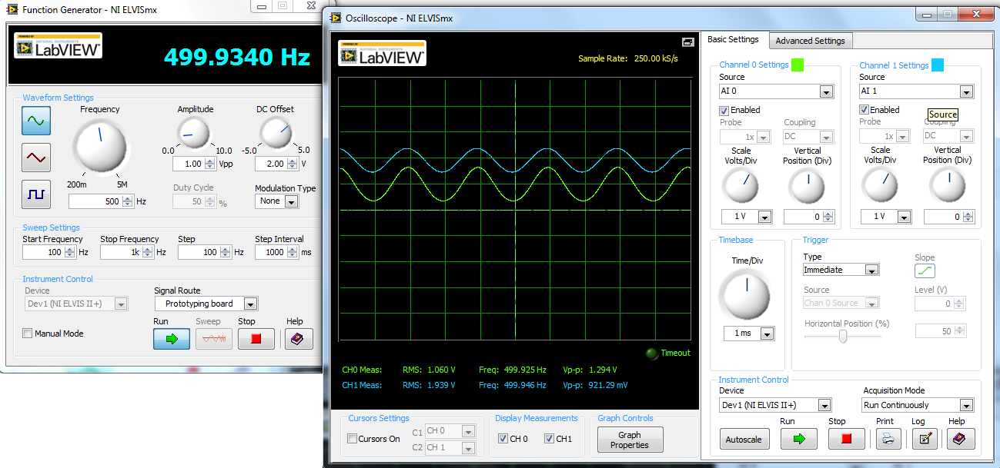 Function Generator - NI ELVISmx
POWERED BY
NATIONAL INSTRUMENTS
LabVIEW™
499.9340 Hz
Waveform Settings
Frequency
Amplitude
DC Offset
0.0 10.0
-5.0 5.0
1.00 Vpp
2.00 V
200m 5M
500 Hz
Duty Cycle
50 %
Modulation Type
None
Sweep Settings
Start Frequency
Stop Frequency
Step
Step Interval
100 Hz
1k Hz
100 Hz
1000 ms
Instrument Control
Device
Dev1 (NI ELVIS II+)
Signal Route
Prototyping board
Manual Mode
Run
Sweep
Stop
Help
Oscilloscope - NI ELVISmx
POWERED BY
NATIONAL INSTRUMENTS
LabVIEW™
Sample Rate: 250.00 kS/s
Timeout
CH0 Meas: RMS: 1.060 V Freq: 499.925 Hz Vp-p: 1.294 V
CH1 Meas: RMS: 1.939 V Freq: 499.946 Hz Vp-p: 921.29 mV
Cursors Settings
Cursors On
C1 CH 0
C2 CH 1
Display Measurements
CH 0
CH1
Graph Controls
Graph
Properties
Basic Settings
Advanced Settings
Channel 0 Settings
Source
AI 0
Enabled
Probe
1x
Coupling
DC
Scale
Volts/Div
Vertical
Position (Div)
1 V
0
Channel 1 Settings
Source
AI 1
Enabled
Source
Probe
1x
Coupling
DC
Scale
Volts/Div
Vertical
Position (Div)
1 V
0
Timebase
Time/Div
1 ms
Trigger
Type
Immediate
Slope
Source
Chan 0 Source
Level (V)
0
Horizontal Position (%)
50
Instrument Control
Device
Dev1 (NI ELVIS II+)
Acquisition Mode
Run Continuously
Autoscale
Run
Stop
Print
Log
Help